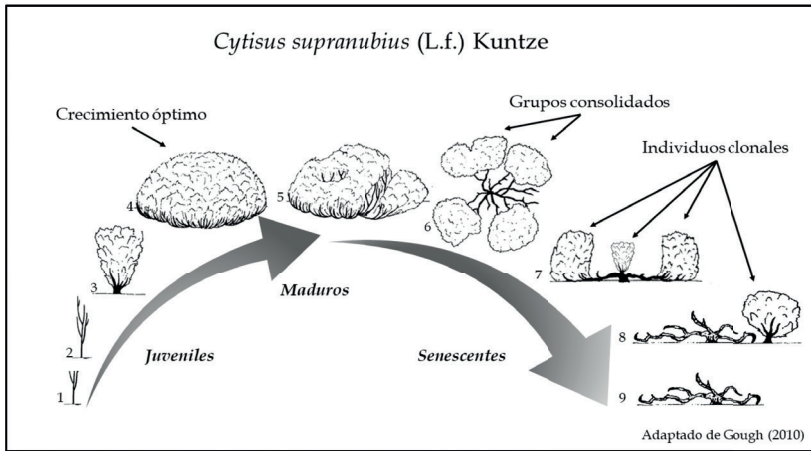 Cytisus supranubius (L.f.) Kuntze
Crecimiento óptimo
Grupos consolidados
Individuos clonales
4
5
6
3
7
Maduros
2
8
Juveniles
Senescentes
1
9
Adaptado de Gough (2010)